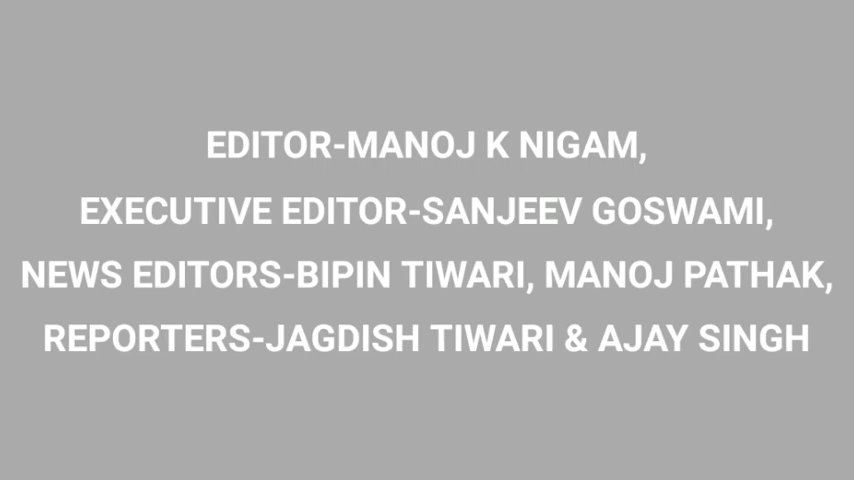 EDITOR-MANOJ K NIGAM,
EXECUTIVE EDITOR-SANJEEV GOSWAMI,
NEWS EDITORS-BIPIN TIWARI, MANOJ PATHAK,
REPORTERS-JAGDISH TIWARI & AJAY SINGH